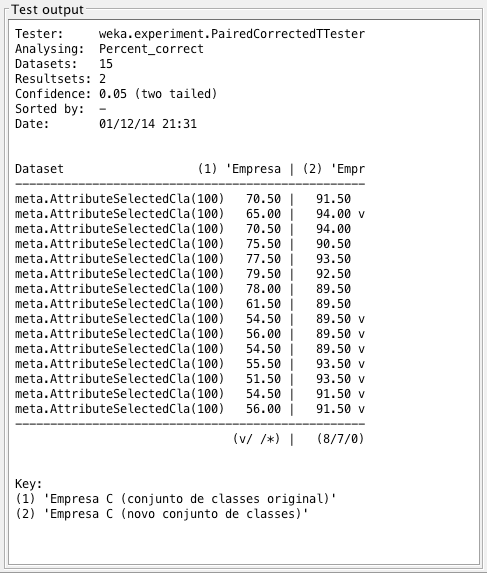 Test output
Tester:     weka.experiment.PairedCorrectedTTester
Analysing:  Percent_correct
Datasets:   15
Resultsets: 2
Confidence: 0.05 (two tailed)
Sorted by:  -
Date:       01/12/14 21:31
Dataset                   (1) 'Empresa | (2) 'Empr
--------------------------------------------------
meta.AttributeSelectedCla(100)   70.50 |   91.50
meta.AttributeSelectedCla(100)   65.00 |   94.00 v
meta.AttributeSelectedCla(100)   70.50 |   94.00
meta.AttributeSelectedCla(100)   75.50 |   90.50
meta.AttributeSelectedCla(100)   77.50 |   93.50
meta.AttributeSelectedCla(100)   79.50 |   92.50
meta.AttributeSelectedCla(100)   78.00 |   89.50
meta.AttributeSelectedCla(100)   61.50 |   89.50
meta.AttributeSelectedCla(100)   54.50 |   89.50 v
meta.AttributeSelectedCla(100)   56.00 |   89.50 v
meta.AttributeSelectedCla(100)   54.50 |   89.50 v
meta.AttributeSelectedCla(100)   55.50 |   93.50 v
meta.AttributeSelectedCla(100)   51.50 |   93.50 v
meta.AttributeSelectedCla(100)   54.50 |   91.50 v
meta.AttributeSelectedCla(100)   56.00 |   91.50 v
--------------------------------------------------
(v/ /*) |   (8/7/0)
Key:
(1) 'Empresa C (conjunto de classes original)'
(2) 'Empresa C (novo conjunto de classes)'